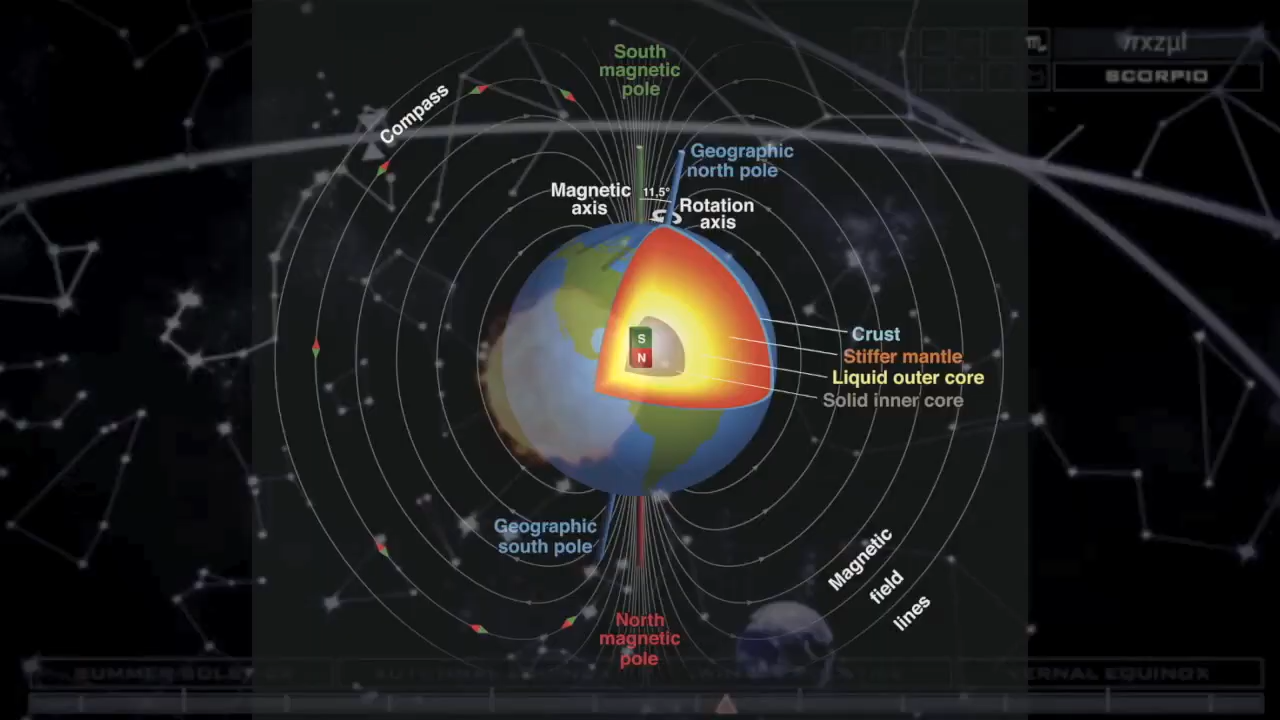 South
magnetic
pole
πxzμl
SCORPIO
Compass
Geographic
north pole
Magnetic
axis
11,5°
Rotation
axis
S
N
Crust
Stiffer mantle
Liquid outer core
Solid inner core
Geographic
south pole
Magnetic
field
lines
North
magnetic
pole
EQUINOX